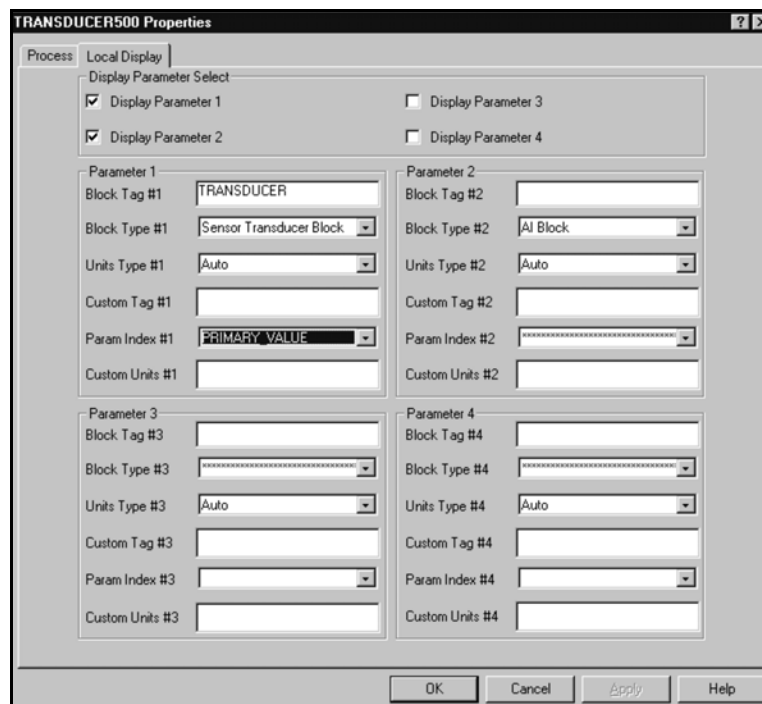 TRANSDUCER500 Properties
Process Local Display
Display Parameter Select
Display Parameter 1
Display Parameter 3
Display Parameter 2
Display Parameter 4
Parameter 1
Block Tag #1 TRANSDUCER
Block Type #1 Sensor Transducer Block
Units Type #1 Auto
Custom Tag #1
Param Index #1 PRIMARY_VALUE
Custom Units #1
Parameter 2
Block Tag #2
Block Type #2 AI Block
Units Type #2 Auto
Custom Tag #2
Param Index #2
Custom Units #2
Parameter 3
Block Tag #3
Block Type #3
Units Type #3 Auto
Custom Tag #3
Param Index #3
Custom Units #3
Parameter 4
Block Tag #4
Block Type #4
Units Type #4 Auto
Custom Tag #4
Param Index #4
Custom Units #4
OK Cancel Apply Help